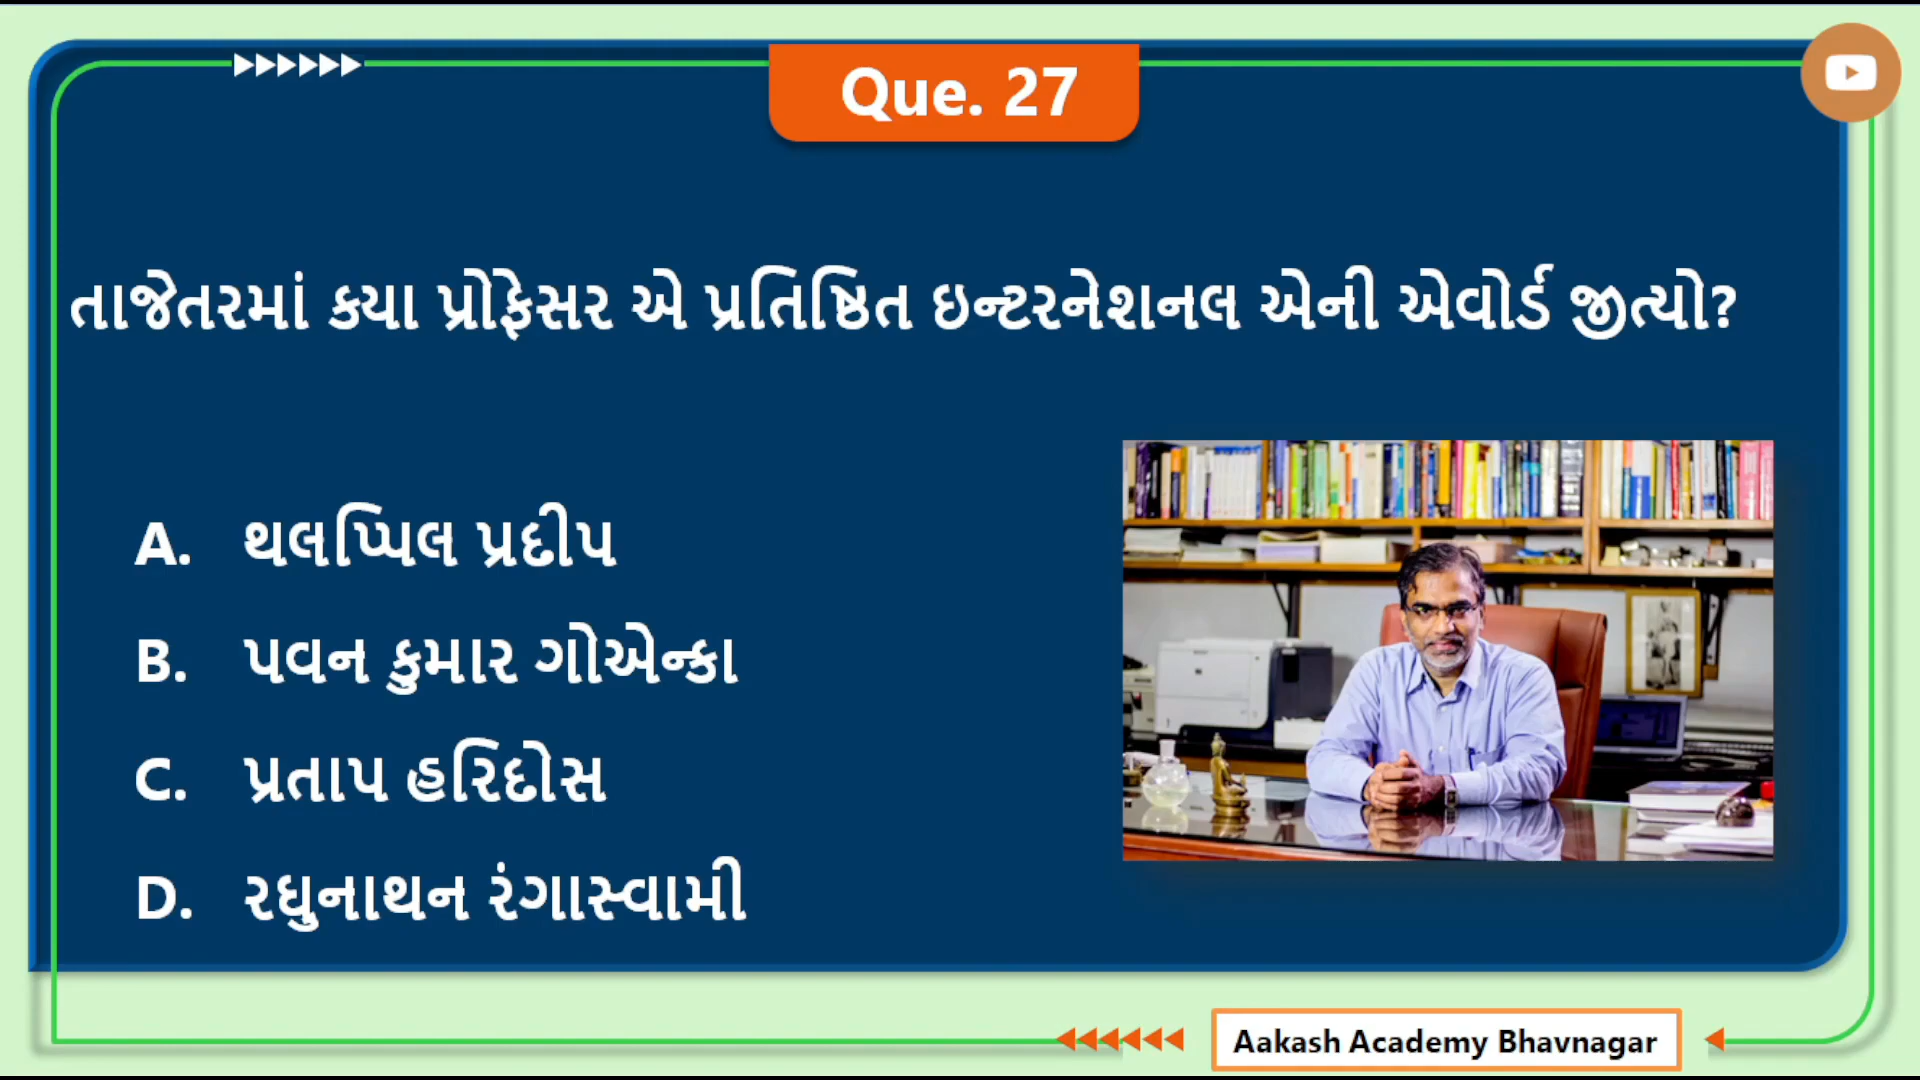 Que. 27
તાજેતરમાં ક્યા પ્રોફેસર એ પ્રતિષ્ઠિત ઇન્ટરનેશનલ એની એવોર્ડ જીત્યો?
A. થલપ્પિલ પ્રદીપ
B. પવન કુમાર ગોએન્કા
C. પ્રતાપ હરિદોસ
D. રઘુનાથન રંગાસ્વામી
Aakash Academy Bhavnagar